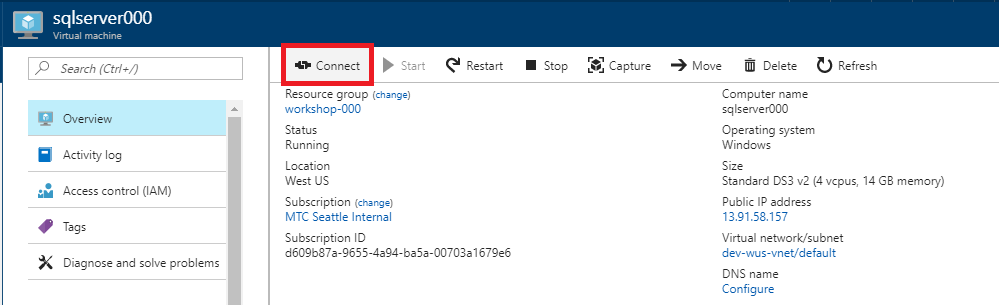 sqlserver000
Virtual machine
Search (Ctrl+/)
Overview
Activity log
Access control (IAM)
Tags
Diagnose and solve problems
Connect Start Restart Stop Capture Move Delete Refresh
Resource group (change)
workshop-000
Status
Running
Location
West US
Subscription (change)
MTC Seattle Internal
Subscription ID
d609b87a-9655-4a94-ba5a-00703a1679e6
Computer name
sqlserver000
Operating system
Windows
Size
Standard DS3 v2 (4 vcpus, 14 GB memory)
Public IP address
13.91.58.157
Virtual network/subnet
dev-wus-vnet/default
DNS name
Configure